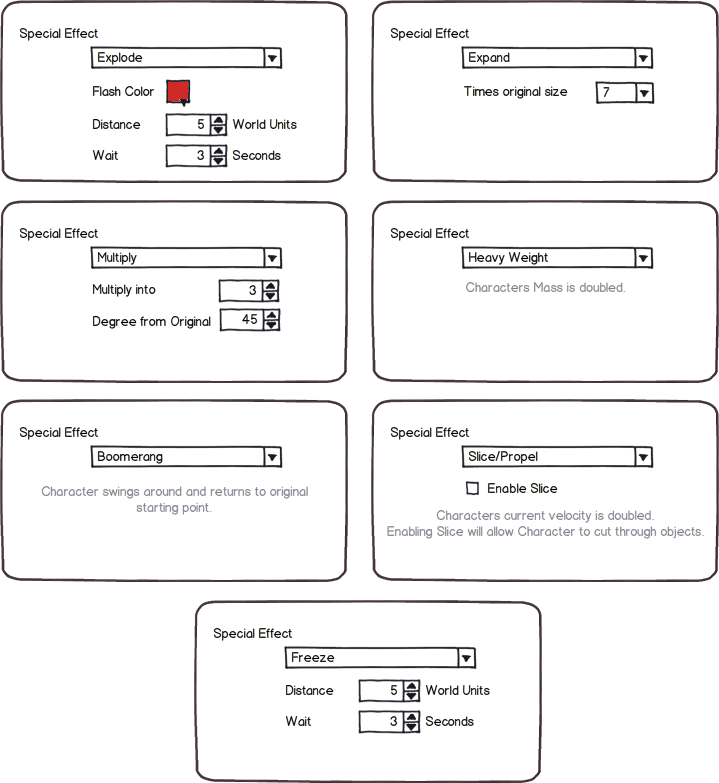 Special Effect
Explode
Flash Color
Distance 5 World Units
Wait 3 Seconds
Special Effect
Expand
Times original size 7
Special Effect
Multiply
Multiply into 3
Degree from Original 45
Special Effect
Heavy Weight
Characters Mass is doubled.
Special Effect
Boomerang
Character swings around and returns to original
starting point.
Special Effect
Slice/Propel
Enable Slice
Characters current velocity is doubled.
Enabling Slice will allow Character to cut through objects.
Special Effect
Freeze
Distance 5 World Units
Wait 3 Seconds